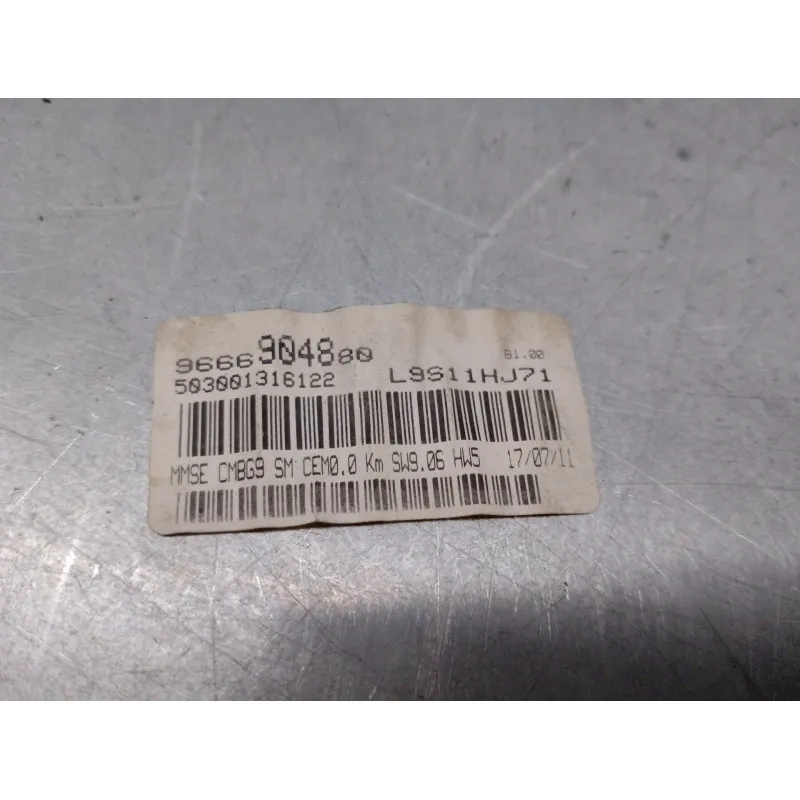 9666904880 81.00
503001316122 L9S11HJ71
MMSE CMBG9 SM CEM0.0 Km SW9.06 HW5 17/07/11